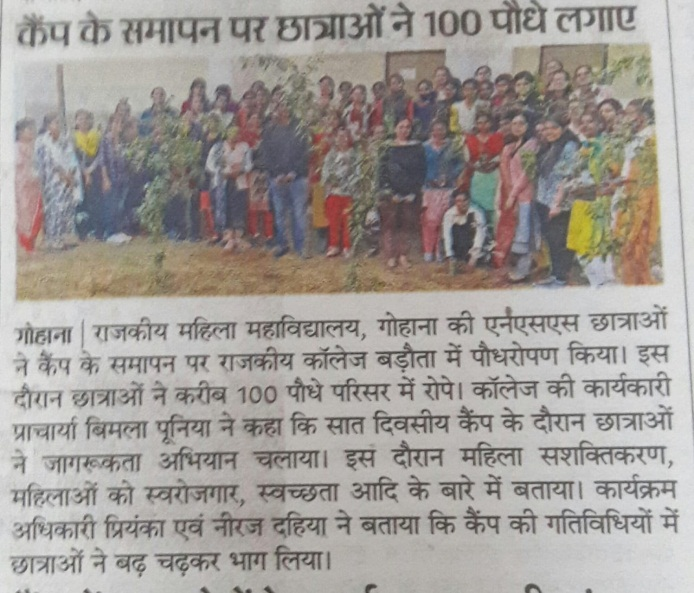 कैंप के समापन पर छात्राओं ने 100 पौधे लगाए
गोहाना | राजकीय महिला महाविद्यालय, गोहाना की एनएसएस छात्राओं
ने कैंप के समापन पर राजकीय कॉलेज बड़ौता में पौधरोपण किया। इस
दौरान छात्राओं ने करीब 100 पौधे परिसर में रोपे। कॉलेज की कार्यकारी
प्राचार्या बिमला पूनिया ने कहा कि सात दिवसीय कैंप के दौरान छात्राओं
ने जागरूकता अभियान चलाया। इस दौरान महिला सशक्तिकरण,
महिलाओं को स्वरोजगार, स्वच्छता आदि के बारे में बताया। कार्यक्रम
अधिकारी प्रियंका एवं नीरज दहिया ने बताया कि कैंप की गतिविधियों में
छात्राओं ने बढ़ चढ़कर भाग लिया।